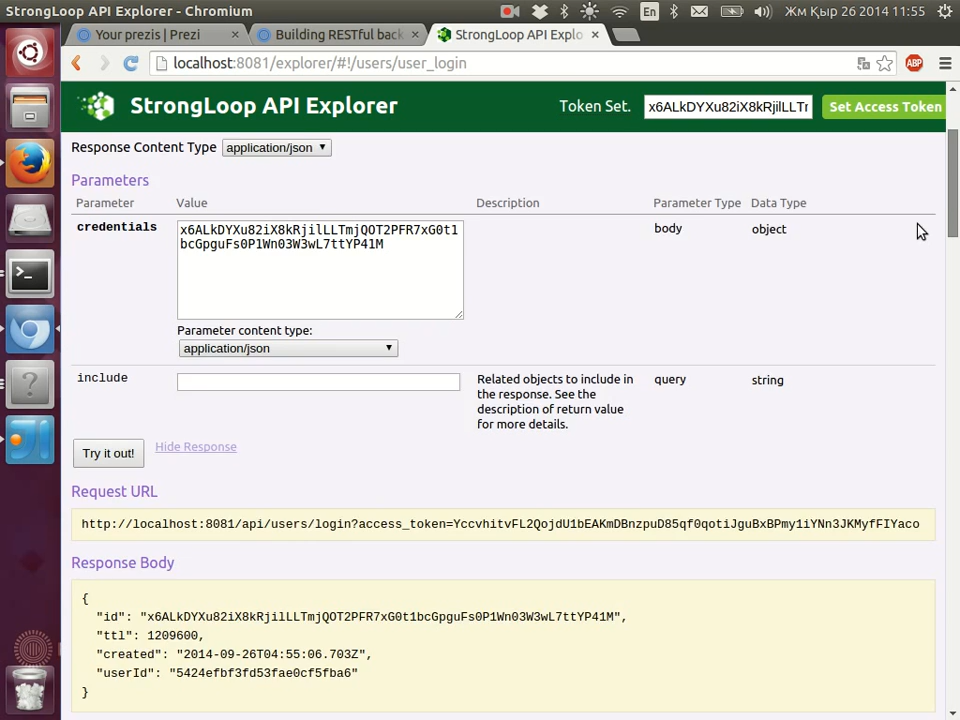 StrongLoop API Explorer - Chromium
En
Жм Қыр 26 2014 11:55
Your prezis | Prezi
Building RESTful back
StrongLoop API Explo
localhost:8081/explorer/#!/users/user_login
ABP
StrongLoop API Explorer
Token Set.
x6ALkDYXu82iX8kRjilLLTr
Set Access Token
Response Content Type
application/json
Parameters
Parameter Value Description Parameter Type Data Type
credentials
x6ALkDYXu82iX8kRjilLLTmjQOT2PFR7xG0t1
bcGpguFs0P1Wn03W3wL7ttYP41M
body
object
Parameter content type:
application/json
include
Related objects to include in
the response. See the
description of return value
for more details.
query
string
Try it out!
Hide Response
Request URL
http://localhost:8081/api/users/login?access_token=YccvhitvFL2QojdU1bEAKmDBnzpuD85qf0qotiJguBxBPmy1iYNn3JKMyfFIYaco
Response Body
{
"id": "x6ALkDYXu82iX8kRjilLLTmjQOT2PFR7xG0t1bcGpguFs0P1Wn03W3wL7ttYP41M",
"ttl": 1209600,
"created": "2014-09-26T04:55:06.703Z",
"userId": "5424efbf3fd53fae0cf5fba6"
}